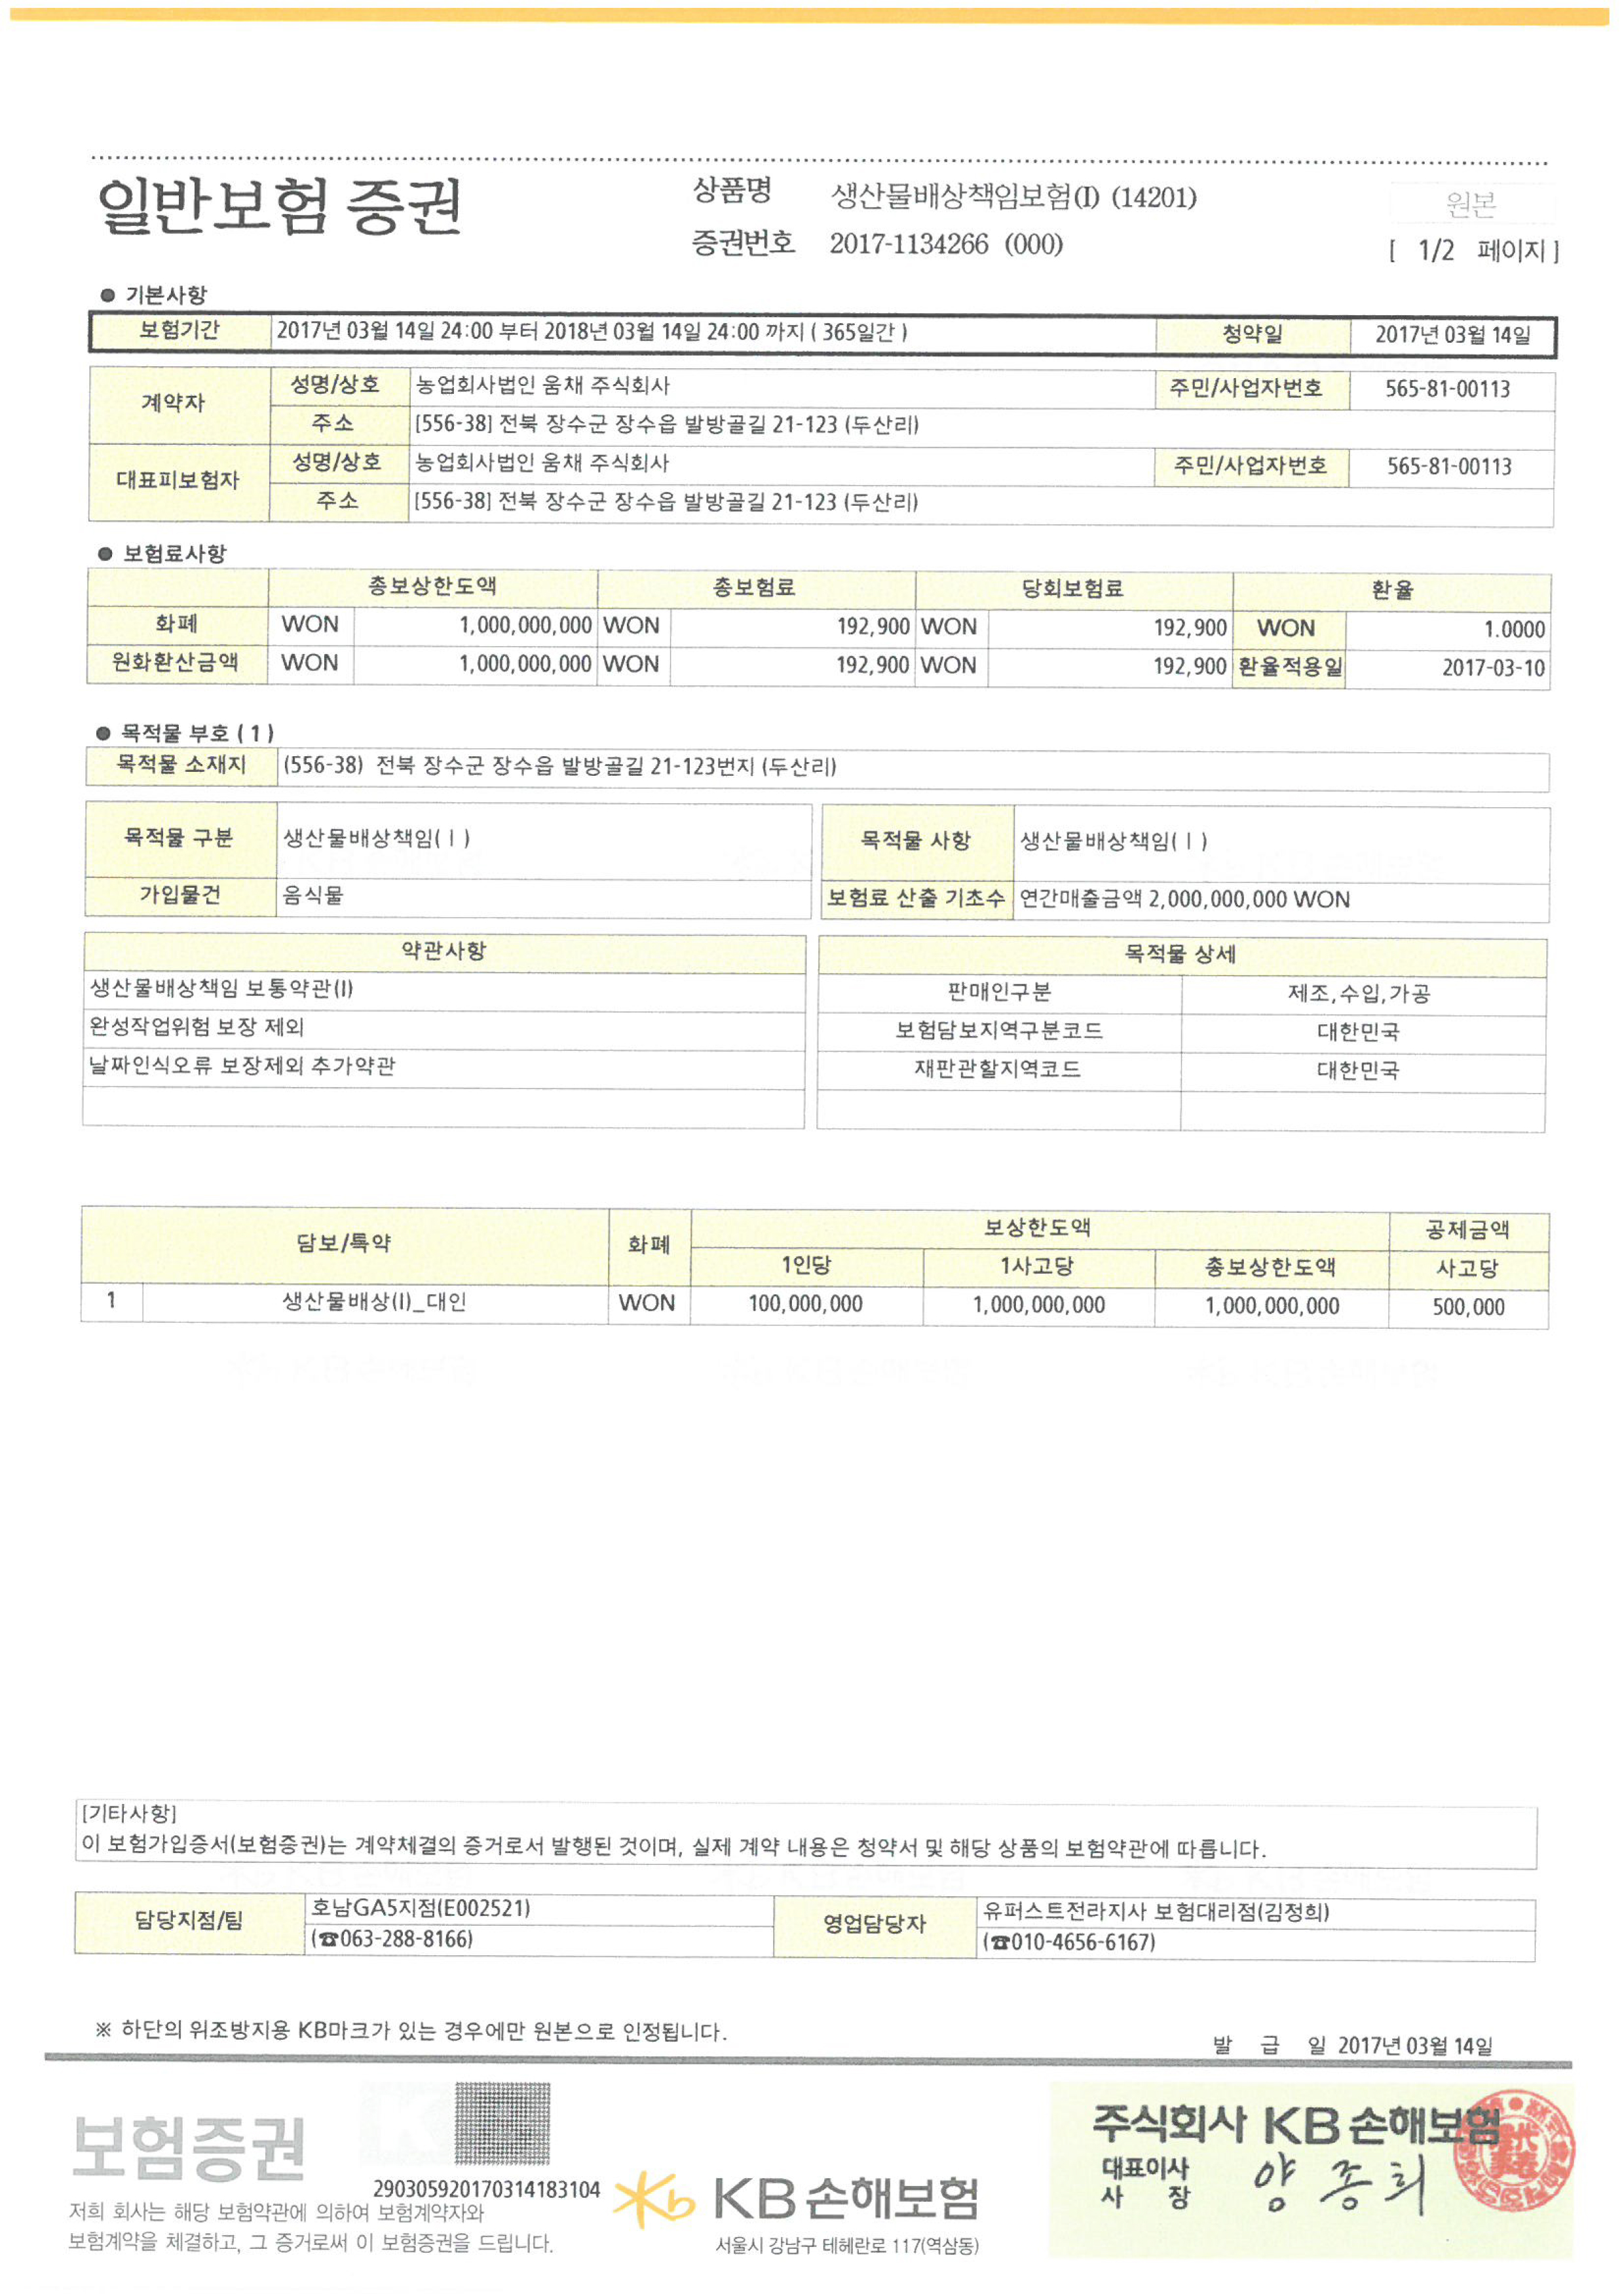 일반보험 증권
상품명 생산물배상책임보험(I) (14201)
증권번호 2017-1134266 (000)
원본
[ 1/2 페이지 ]
● 기본사항
보험기간 2017년 03월 14일 24:00 부터 2018년 03월 14일 24:00 까지 ( 365일간 ) 청약일 2017년 03월 14일
계약자 성명/상호 농업회사법인 움채 주식회사 주민/사업자번호 565-81-00113
주소 [556-38] 전북 장수군 장수읍 발방골길 21-123 (두산리)
대표피보험자 성명/상호 농업회사법인 움채 주식회사 주민/사업자번호 565-81-00113
주소 [556-38] 전북 장수군 장수읍 발방골길 21-123 (두산리)
● 보험료사항
총보상한도액 총보험료 당회보험료 환율
화폐 WON 1,000,000,000 WON 192,900 WON 192,900 WON 1.0000
원화환산금액 WON 1,000,000,000 WON 192,900 WON 192,900 환율적용일 2017-03-10
● 목적물 부호 ( 1 )
목적물 소재지 (556-38) 전북 장수군 장수읍 발방골길 21-123번지 (두산리)
목적물 구분 생산물배상책임( I ) 목적물 사항 생산물배상책임( I )
가입물건 음식물 보험료 산출 기초수 연간매출금액 2,000,000,000 WON
약관사항 목적물 상세
생산물배상책임 보통약관(I) 판매인구분 제조,수입,가공
완성작업위험 보장 제외 보험담보지역구분코드 대한민국
날짜인식오류 보장제외 추가약관 재판관할지역코드 대한민국
담보/특약 화폐 보상한도액 공제금액
1인당 1사고당 총보상한도액 사고당
1 생산물배상(I)_대인 WON 100,000,000 1,000,000,000 1,000,000,000 500,000
[기타사항]
이 보험가입증서(보험증권)는 계약체결의 증거로서 발행된 것이며, 실제 계약 내용은 청약서 및 해당 상품의 보험약관에 따릅니다.
담당지점/팀 호남GA5지점(E002521) 영업담당자 유퍼스트전라지사 보험대리점(김정희)
(☎063-288-8166) (☎010-4656-6167)
※ 하단의 위조방지용 KB마크가 있는 경우에만 원본으로 인정됩니다.
발 급 일 2017년 03월 14일
보험증권
290305920170314183104
저희 회사는 해당 보험약관에 의하여 보험계약자와
보험계약을 체결하고, 그 증거로써 이 보험증권을 드립니다.
KB손해보험
서울시 강남구 테헤란로 117(역삼동)
주식회사 KB손해보험
대표이사
사 장 양종희